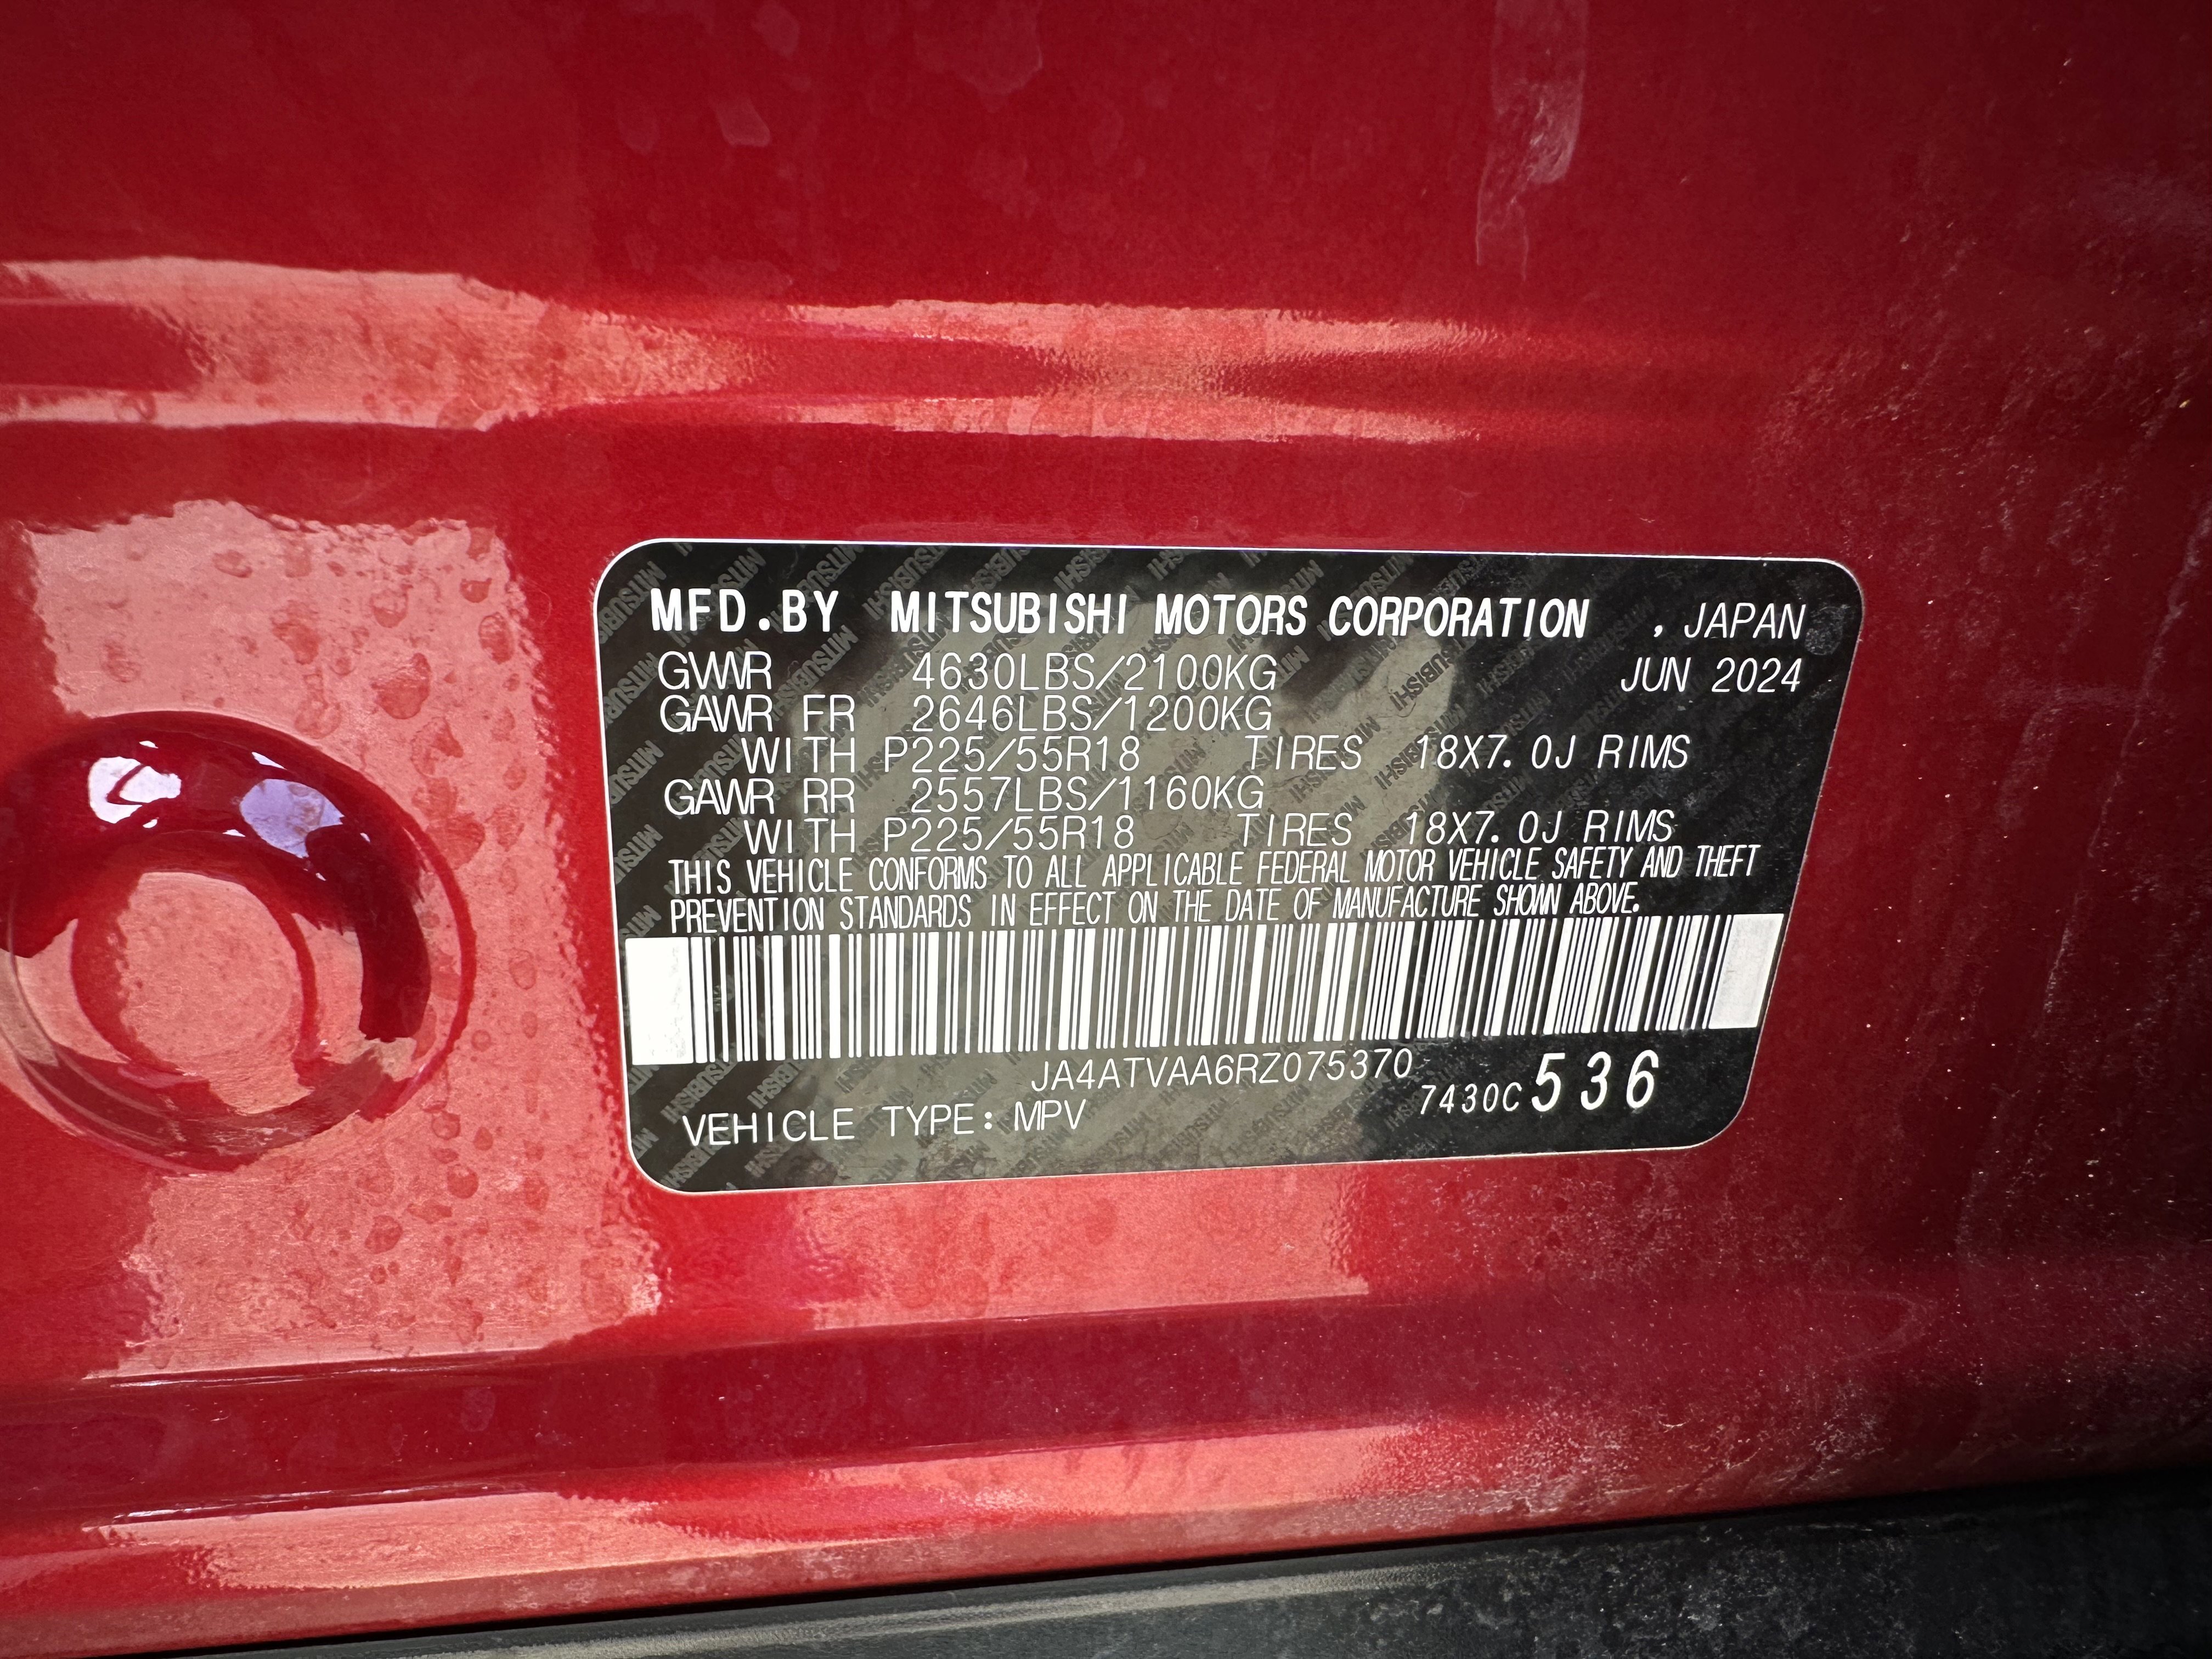 MFD.BY MITSUBISHI MOTORS CORPORATION , JAPAN
GVWR 4630LBS/2100KG JUN 2024
GAWR FR 2646LBS/1200KG
WITH P225/55R18 TIRES 18X7.0J RIMS
GAWR RR 2557LBS/1160KG
WITH P225/55R18 TIRES 18X7.0J RIMS
THIS VEHICLE CONFORMS TO ALL APPLICABLE FEDERAL MOTOR VEHICLE SAFETY AND THEFT
PREVENTION STANDARDS IN EFFECT ON THE DATE OF MANUFACTURE SHOWN ABOVE.
JA4ATVAA6RZ075370
7430C536
VEHICLE TYPE: MPV